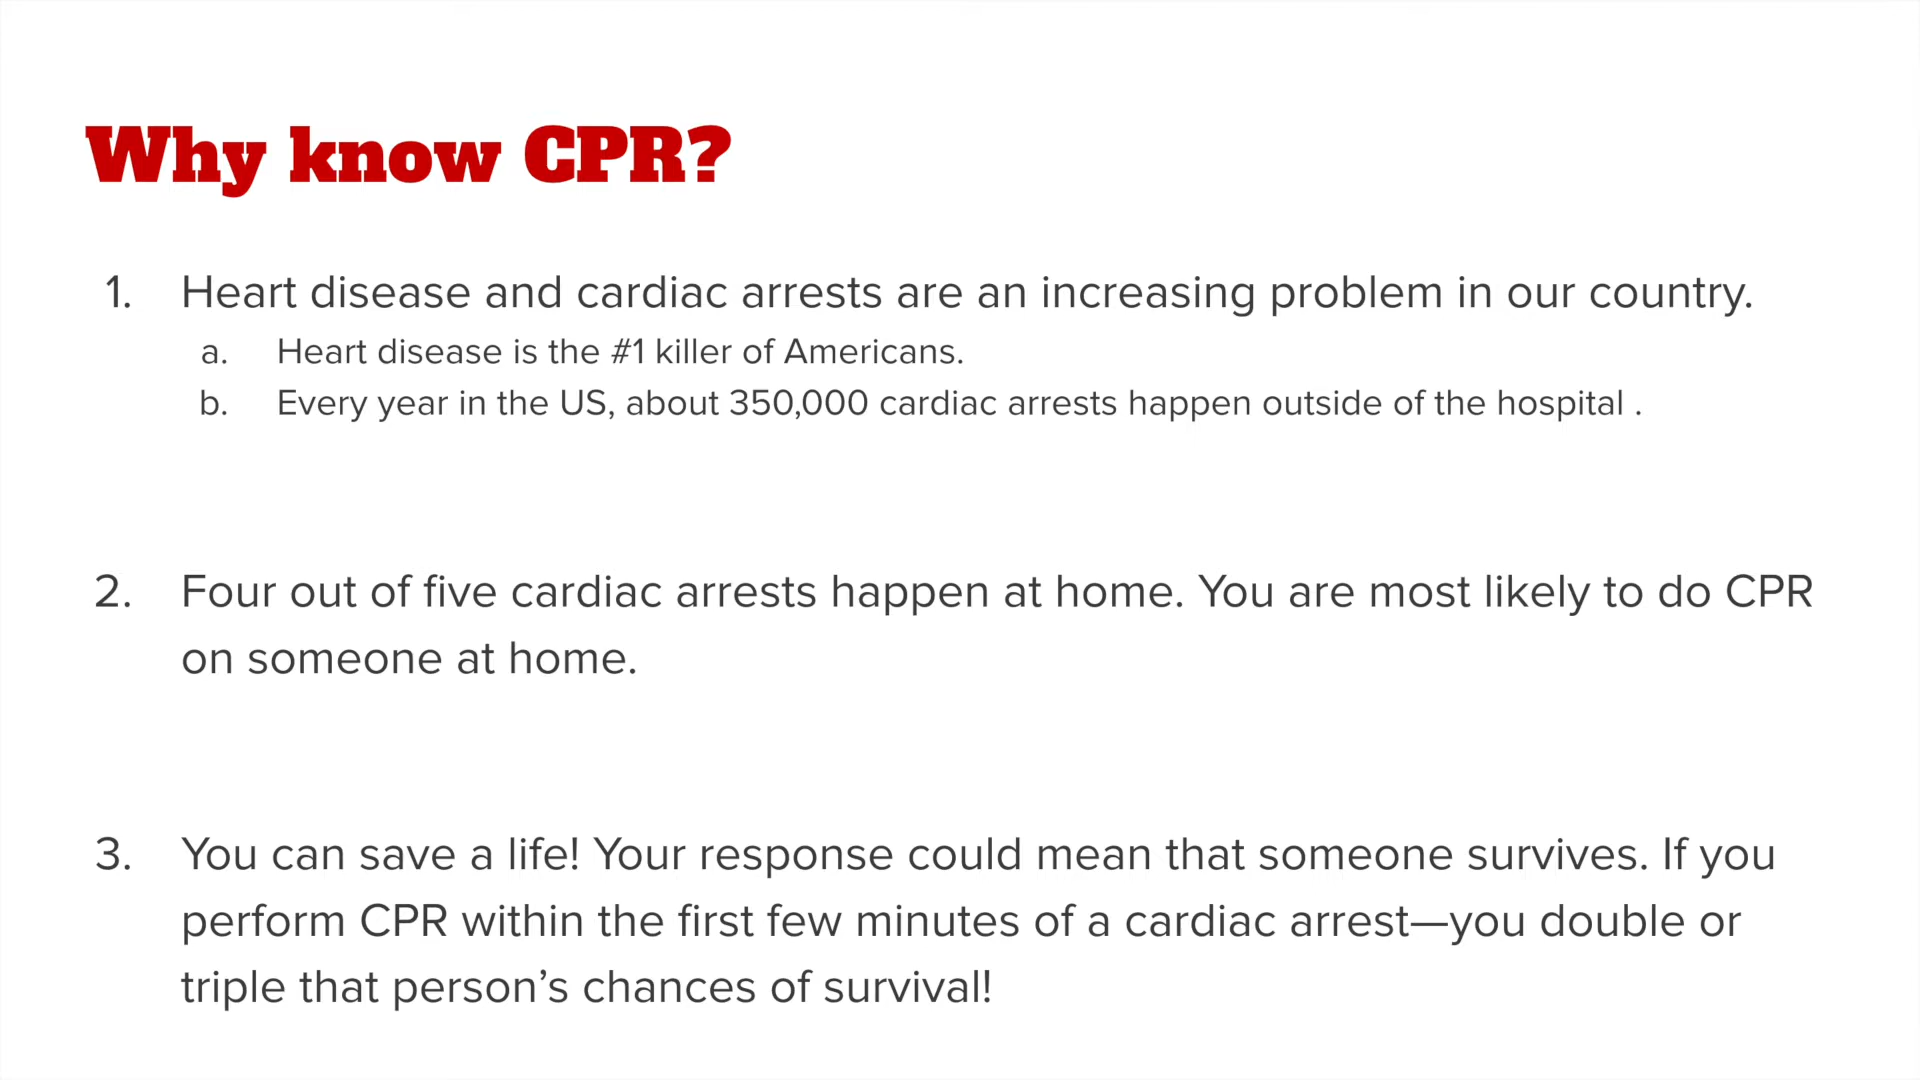 Why know CPR?
1. Heart disease and cardiac arrests are an increasing problem in our country.
a. Heart disease is the #1 killer of Americans.
b. Every year in the US, about 350,000 cardiac arrests happen outside of the hospital .
2. Four out of five cardiac arrests happen at home. You are most likely to do CPR
on someone at home.
3. You can save a life! Your response could mean that someone survives. If you
perform CPR within the first few minutes of a cardiac arrest—you double or
triple that person’s chances of survival!